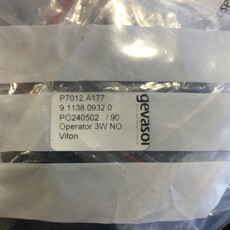 P7012 A177
9.1138.0932.0
PO240502 / 90
Operator 3W NO
Viton
gevasol